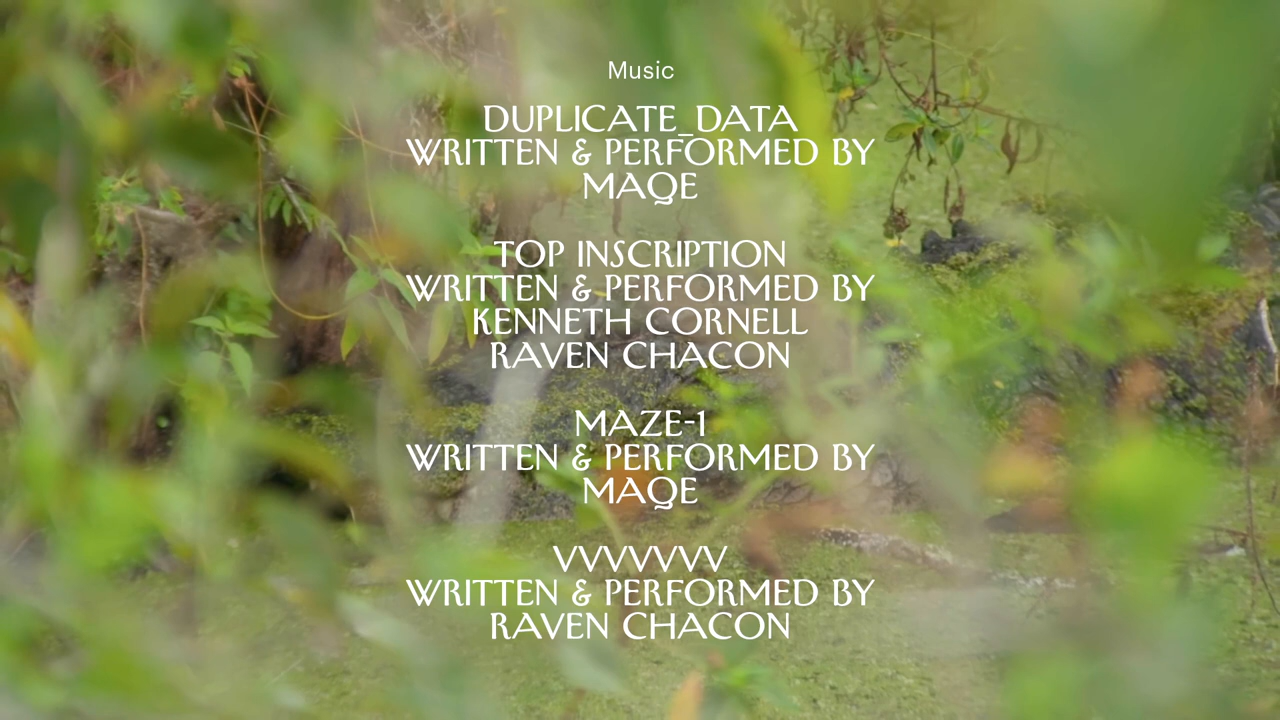 Music
DUPLICATE_DATA
WRITTEN & PERFORMED BY
MAQE
TOP INSCRIPTION
WRITTEN & PERFORMED BY
KENNETH CORNELL
RAVEN CHACON
MAZE-1
WRITTEN & PERFORMED BY
MAQE
VVVVVVV
WRITTEN & PERFORMED BY
RAVEN CHACON